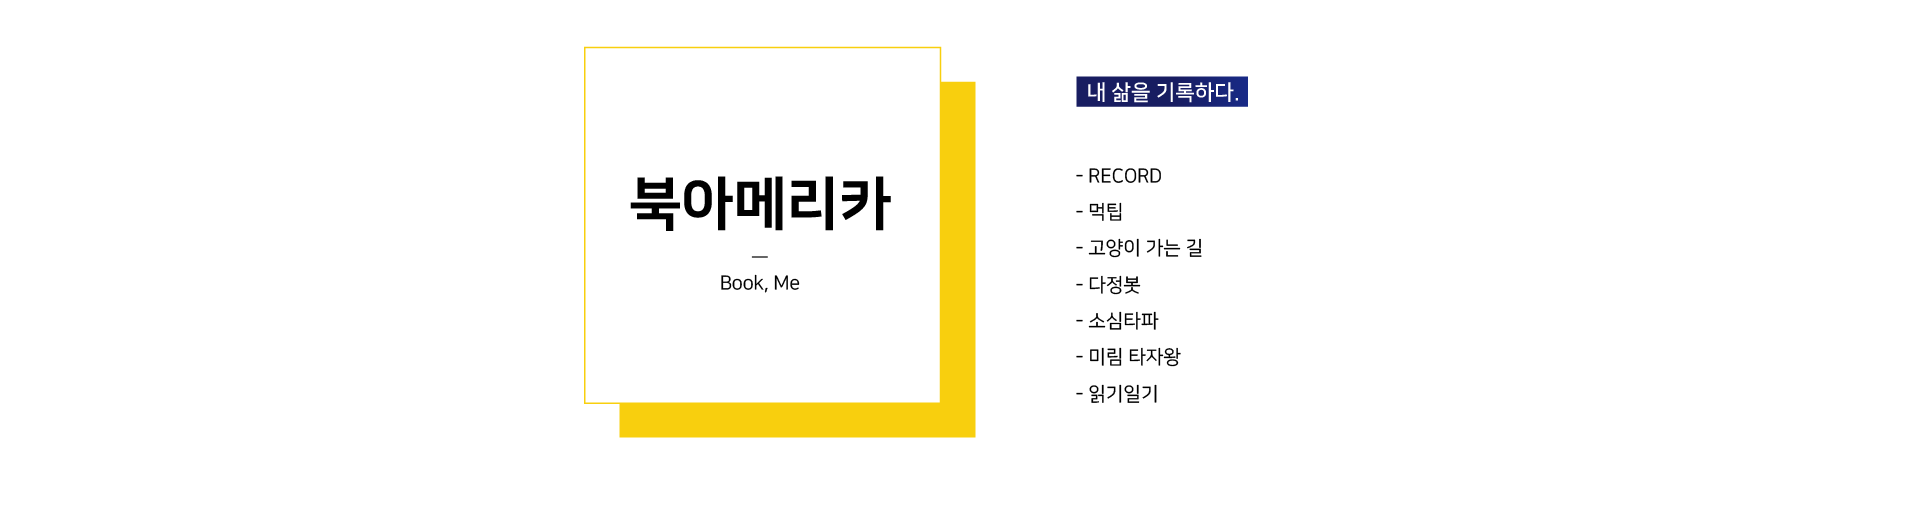 북아메리카
Book, Me
내 삶을 기록하다.
- RECORD
- 먹팁
- 고양이 가는 길
- 다정봇
- 소심타파
- 미림 타자왕
- 읽기일기